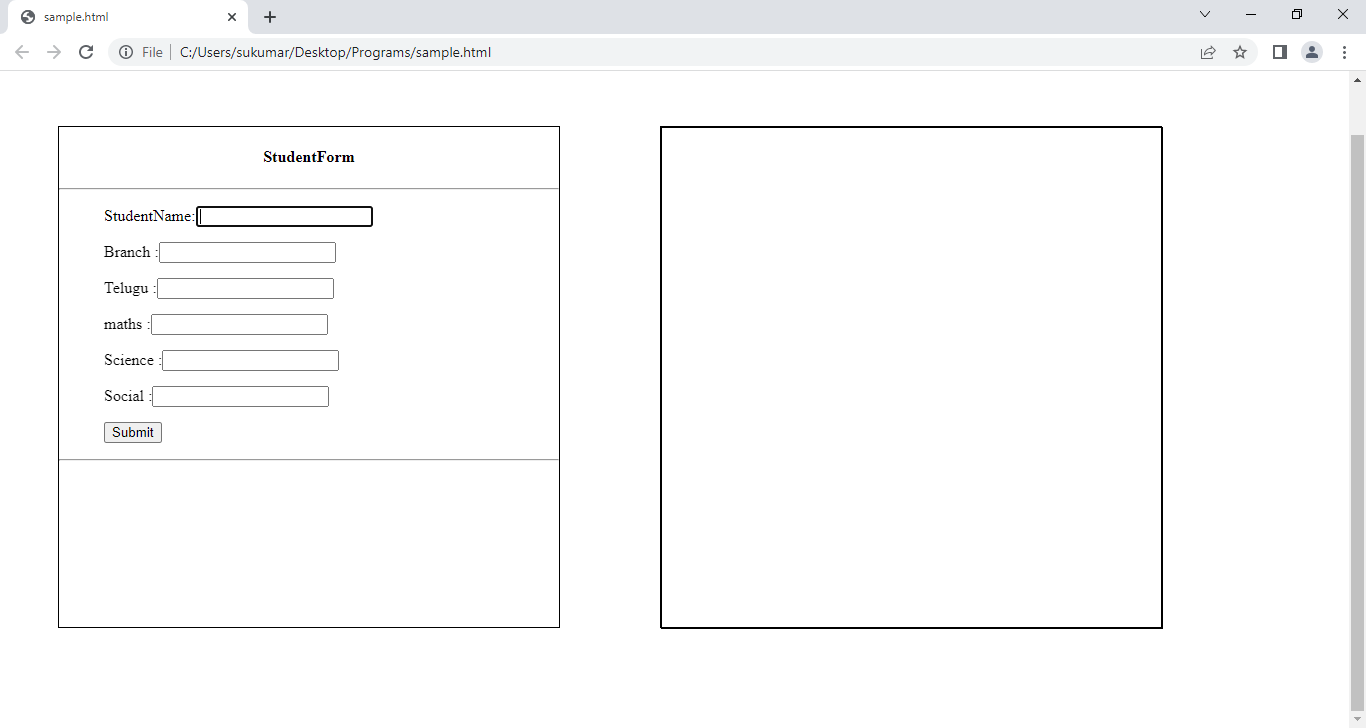 sample.html
File
C:/Users/sukumar/Desktop/Programs/sample.html
StudentForm
StudentName:
Branch :
Telugu :
maths :
Science :
Social :
Submit